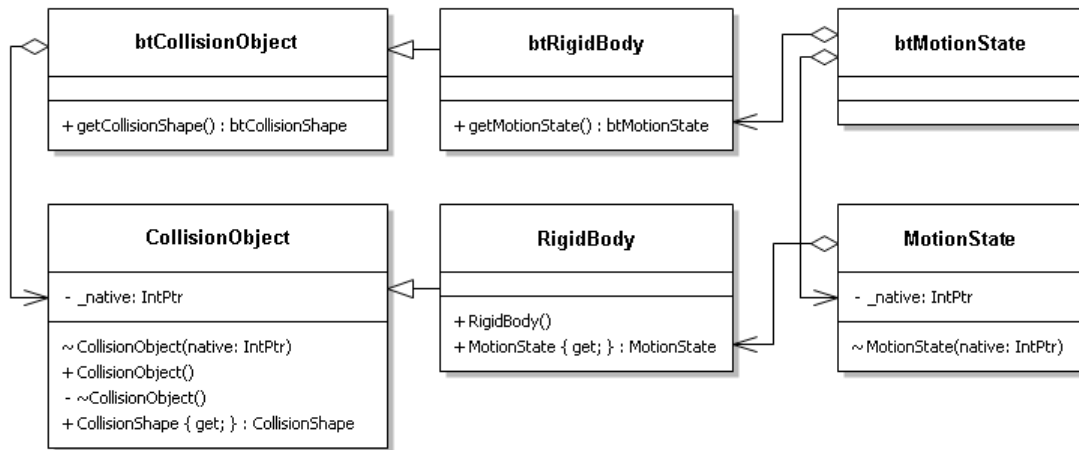 btCollisionObject
+ getCollisionShape() : btCollisionShape
btRigidBody
+ getMotionState() : btMotionState
btMotionState
CollisionObject
- _native: IntPtr
~ CollisionObject(native: IntPtr)
+ CollisionObject()
- ~CollisionObject()
+ CollisionShape { get; } : CollisionShape
RigidBody
+ RigidBody()
+ MotionState { get; } : MotionState
MotionState
- _native: IntPtr
~ MotionState(native: IntPtr)